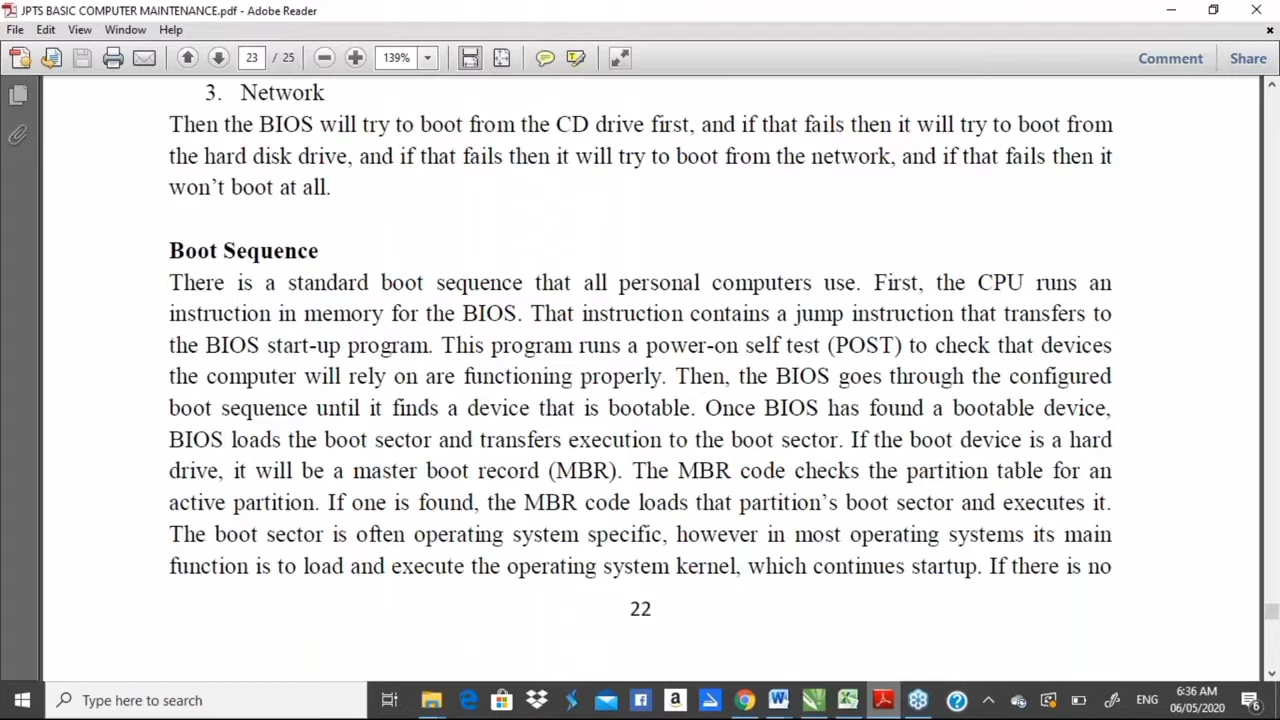 JPTS BASIC COMPUTER MAINTENANCE.pdf - Adobe Reader
File Edit View Window Help
23 / 25 139% Comment Share
3. Network
Then the BIOS will try to boot from the CD drive first, and if that fails then it will try to boot from
the hard disk drive, and if that fails then it will try to boot from the network, and if that fails then it
won’t boot at all.
Boot Sequence
There is a standard boot sequence that all personal computers use. First, the CPU runs an
instruction in memory for the BIOS. That instruction contains a jump instruction that transfers to
the BIOS start-up program. This program runs a power-on self test (POST) to check that devices
the computer will rely on are functioning properly. Then, the BIOS goes through the configured
boot sequence until it finds a device that is bootable. Once BIOS has found a bootable device,
BIOS loads the boot sector and transfers execution to the boot sector. If the boot device is a hard
drive, it will be a master boot record (MBR). The MBR code checks the partition table for an
active partition. If one is found, the MBR code loads that partition’s boot sector and executes it.
The boot sector is often operating system specific, however in most operating systems its main
function is to load and execute the operating system kernel, which continues startup. If there is no
22
Type here to search
ENG
6:36 AM
06/05/2020
6